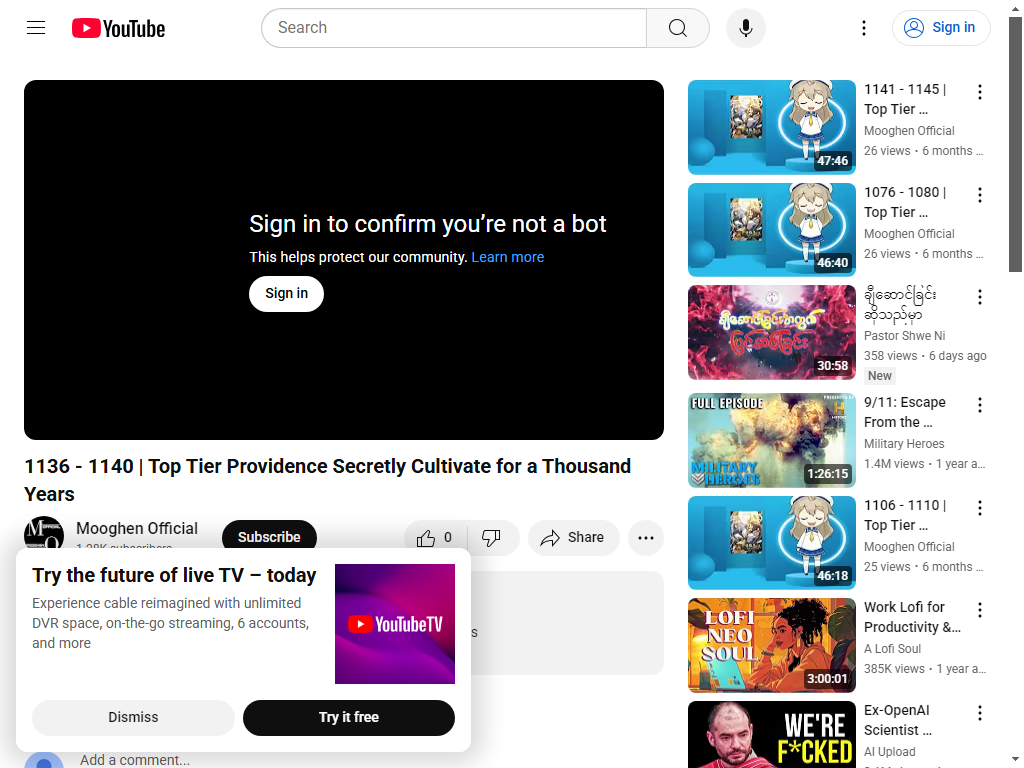 YouTube
Search
Sign in
Sign in to confirm you’re not a bot
This helps protect our community. Learn more
Sign in
1136 - 1140 | Top Tier Providence Secretly Cultivate for a Thousand
Years
Mooghen Official
Subscribe
0
Share
Try the future of live TV – today
Experience cable reimagined with unlimited
DVR space, on-the-go streaming, 6 accounts,
and more
YouTubeTV
Dismiss
Try it free
Add a comment...
47:46
1141 - 1145 |
Top Tier ...
Mooghen Official
26 views • 6 months ...
46:40
1076 - 1080 |
Top Tier ...
Mooghen Official
26 views • 6 months ...
30:58
ချီဆောင်ခြင်း
ဆိုသည်မှာ
Pastor Shwe Ni
358 views • 6 days ago
New
FULL EPISODE
MILITARY
HEROES
1:26:15
9/11: Escape
From the ...
Military Heroes
1.4M views • 1 year a...
46:18
1106 - 1110 |
Top Tier ...
Mooghen Official
25 views • 6 months ...
LOFI
NEO
SOUL
3:00:01
Work Lofi for
Productivity &...
A Lofi Soul
385K views • 1 year a...
WE'RE
F*CKED
Ex-OpenAI
Scientist ...
AI Upload